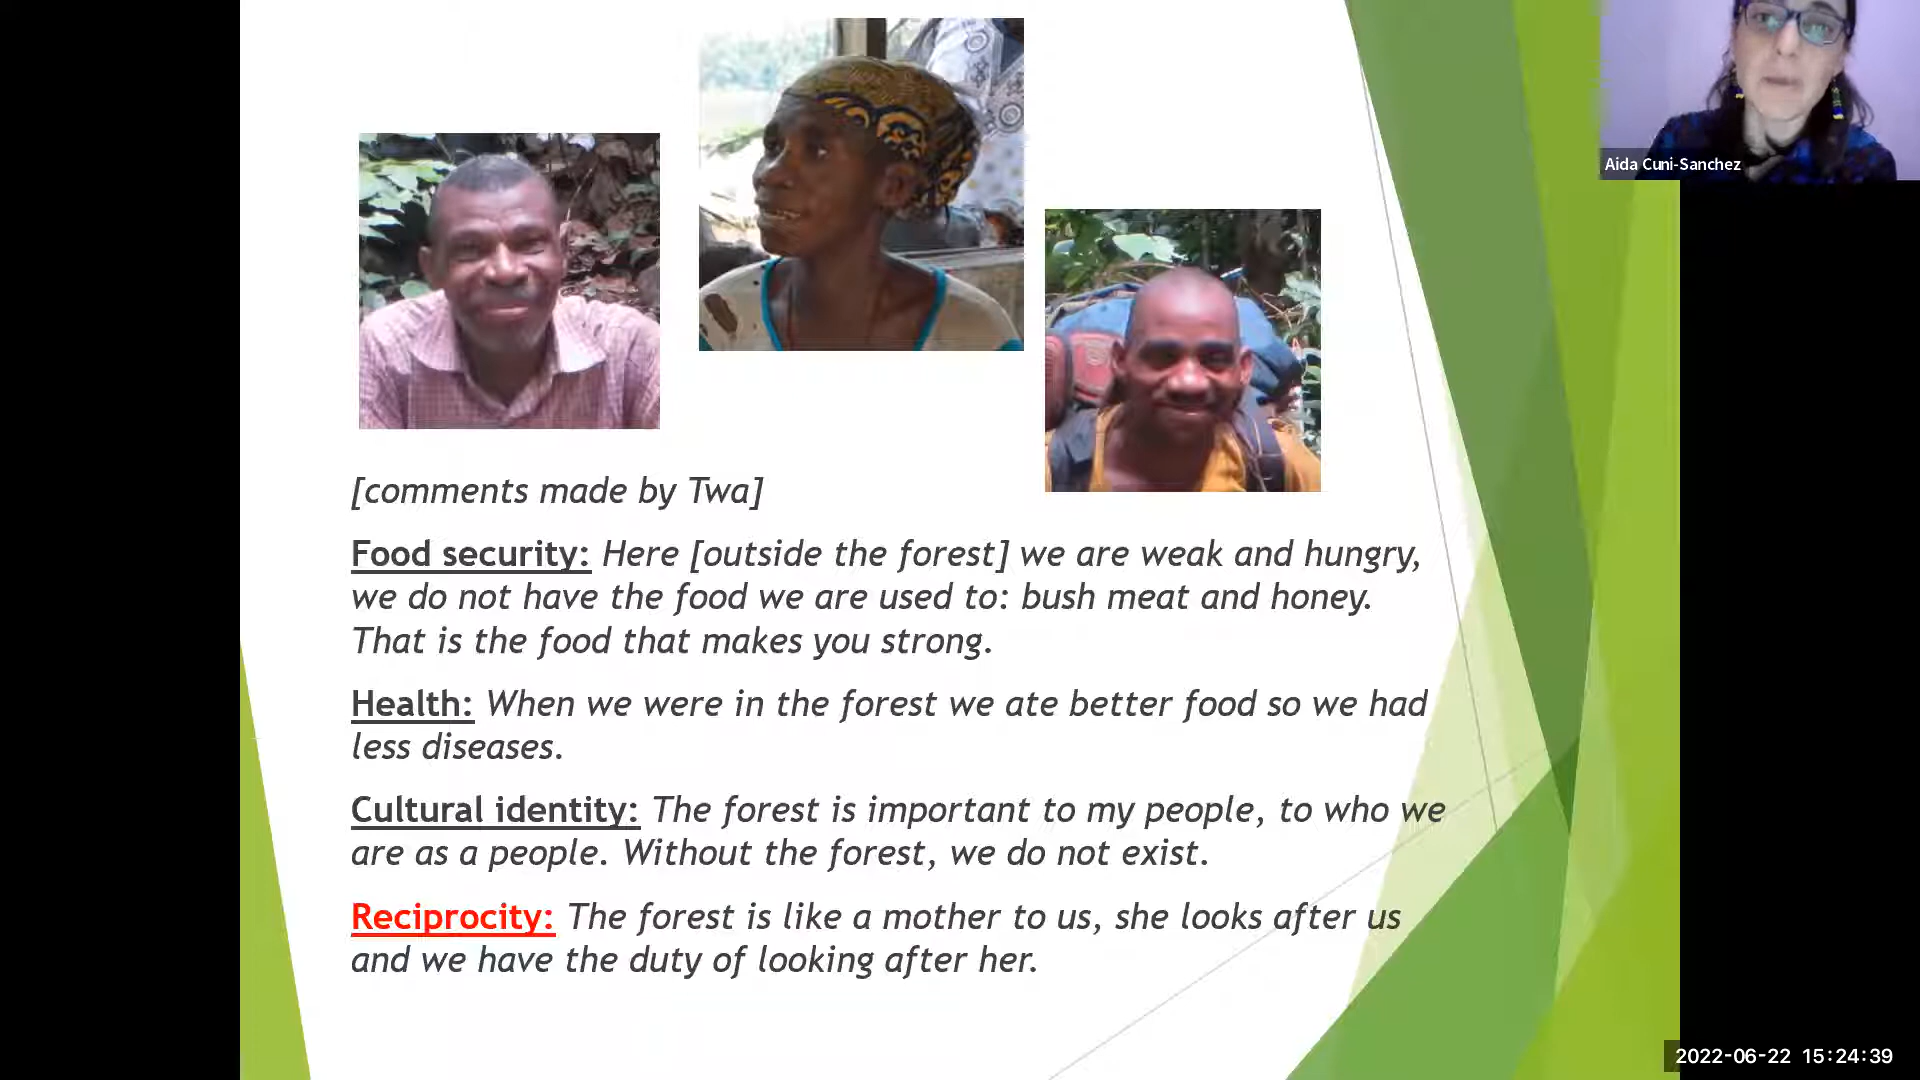 Aida Cuni-Sanchez
[comments made by Twa]
Food security: Here [outside the forest] we are weak and hungry,
we do not have the food we are used to: bush meat and honey.
That is the food that makes you strong.
Health: When we were in the forest we ate better food so we had
less diseases.
Cultural identity: The forest is important to my people, to who we
are as a people. Without the forest, we do not exist.
Reciprocity: The forest is like a mother to us, she looks after us
and we have the duty of looking after her.
2022-06-22 15:24:39